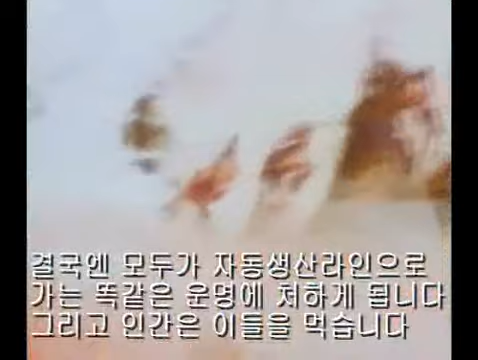 결국엔 모두가 자동생산라인으로
가는 똑같은 운명에 처하게 됩니다
그리고 인간은 이들을 먹습니다